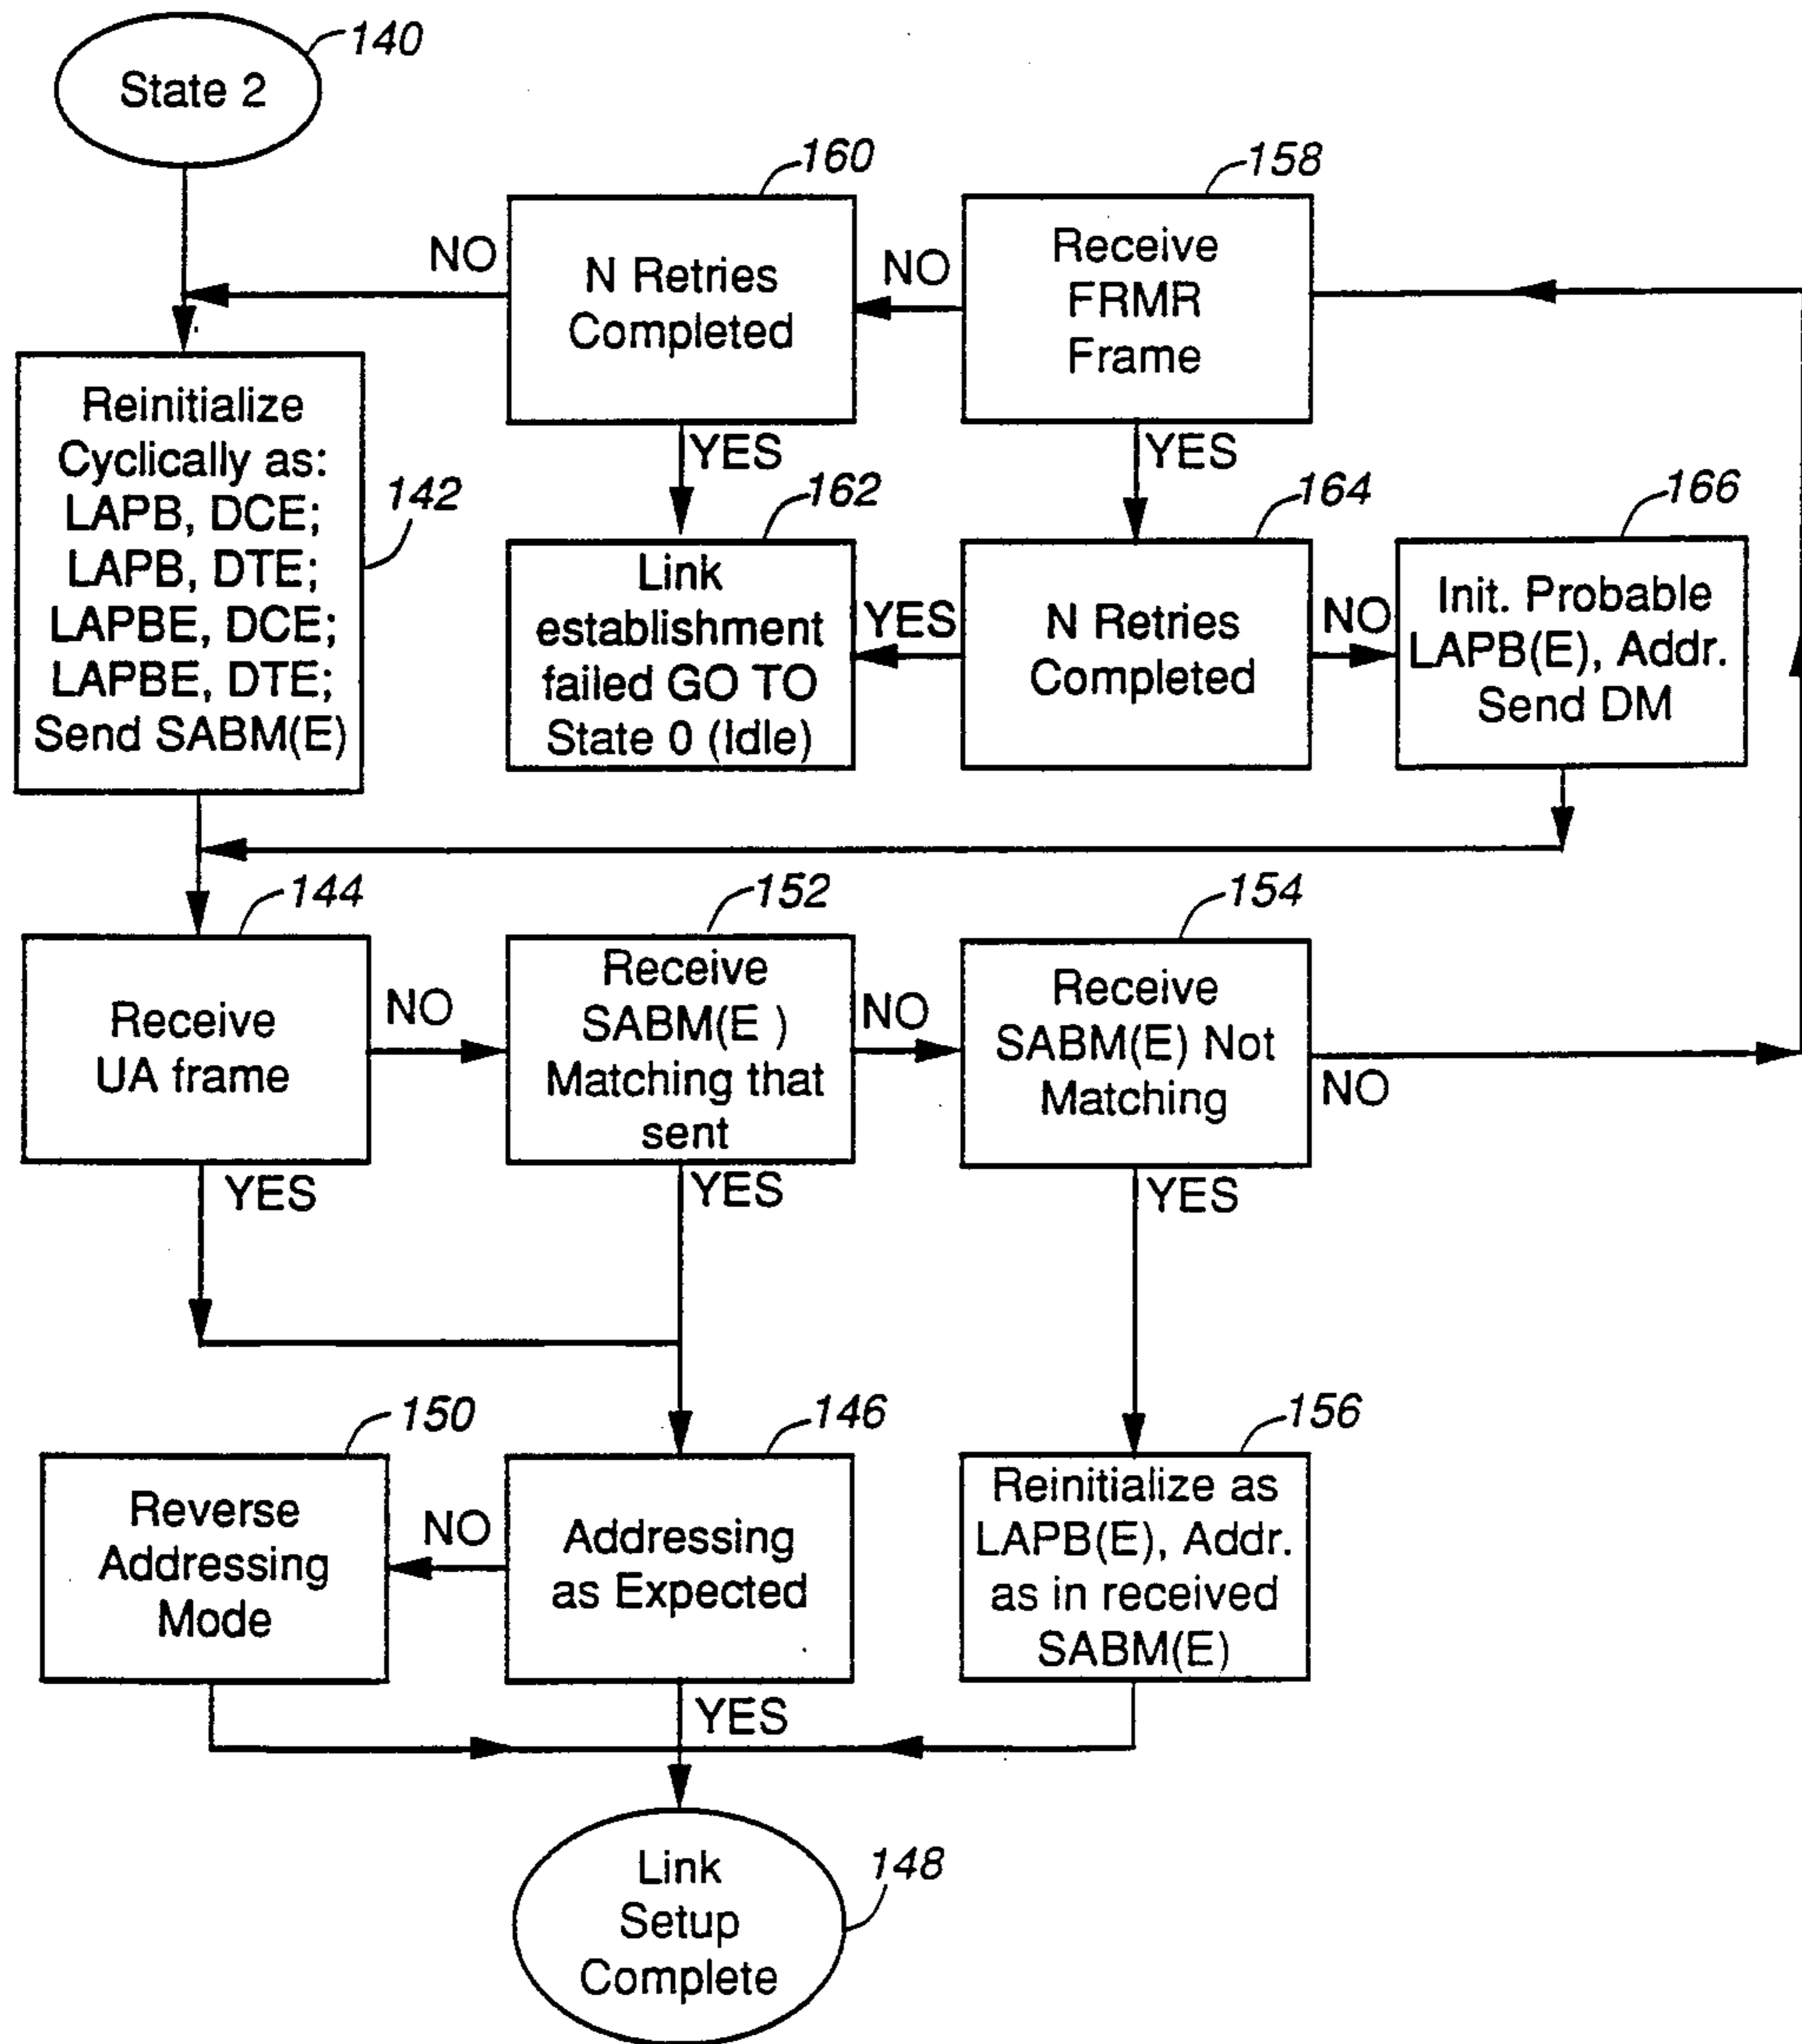 140
State 2
160
158
NO
N Retries
Completed
NO
Receive
FRMR
Frame
Reinitialize
Cyclically as:
LAPB, DCE;
LAPB, DTE;
LAPBE, DCE;
LAPBE, DTE;
Send SABM(E)
142
YES
YES
162
164
166
Link
establishment
failed GO TO
State 0 (Idle)
YES
N Retries
Completed
NO
Init. Probable
LAPB(E), Addr.
Send DM
144
152
154
Receive
UA frame
NO
Receive
SABM(E )
Matching that
sent
NO
Receive
SABM(E) Not
Matching
NO
YES
YES
YES
150
146
156
Reverse
Addressing
Mode
NO
Addressing
as Expected
Reinitialize as
LAPB(E), Addr.
as in received
SABM(E)
YES
Link
Setup
Complete
148